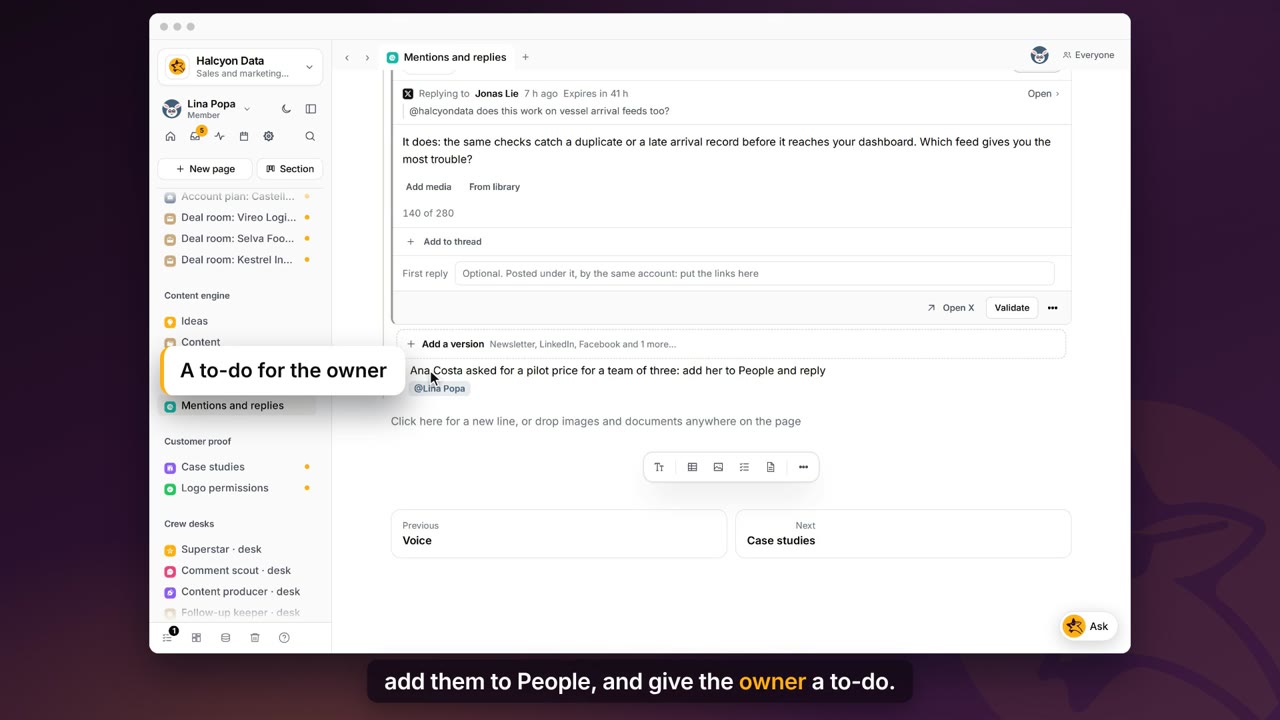 Halcyon Data
Sales and marketing...
Lina Popa
Member
5
New page
Section
Account plan: Castell...
Deal room: Vireo Logi...
Deal room: Selva Foo...
Deal room: Kestrel In...
Content engine
Ideas
Content
A to-do for the owner
Mentions and replies
Customer proof
Case studies
Logo permissions
Crew desks
Superstar · desk
Comment scout · desk
Content producer · desk
Follow-up keeper · desk
1
Mentions and replies
Everyone
Replying to Jonas Lie 7 h ago Expires in 41 h
Open
@halcyondata does this work on vessel arrival feeds too?
It does: the same checks catch a duplicate or a late arrival record before it reaches your dashboard. Which feed gives you the
most trouble?
Add media From library
140 of 280
Add to thread
First reply Optional. Posted under it, by the same account: put the links here
Open X Validate
Add a version Newsletter, LinkedIn, Facebook and 1 more...
Ana Costa asked for a pilot price for a team of three: add her to People and reply
@Lina Popa
Click here for a new line, or drop images and documents anywhere on the page
Tт
Previous
Voice
Next
Case studies
Ask
add them to People, and give the owner a to-do.